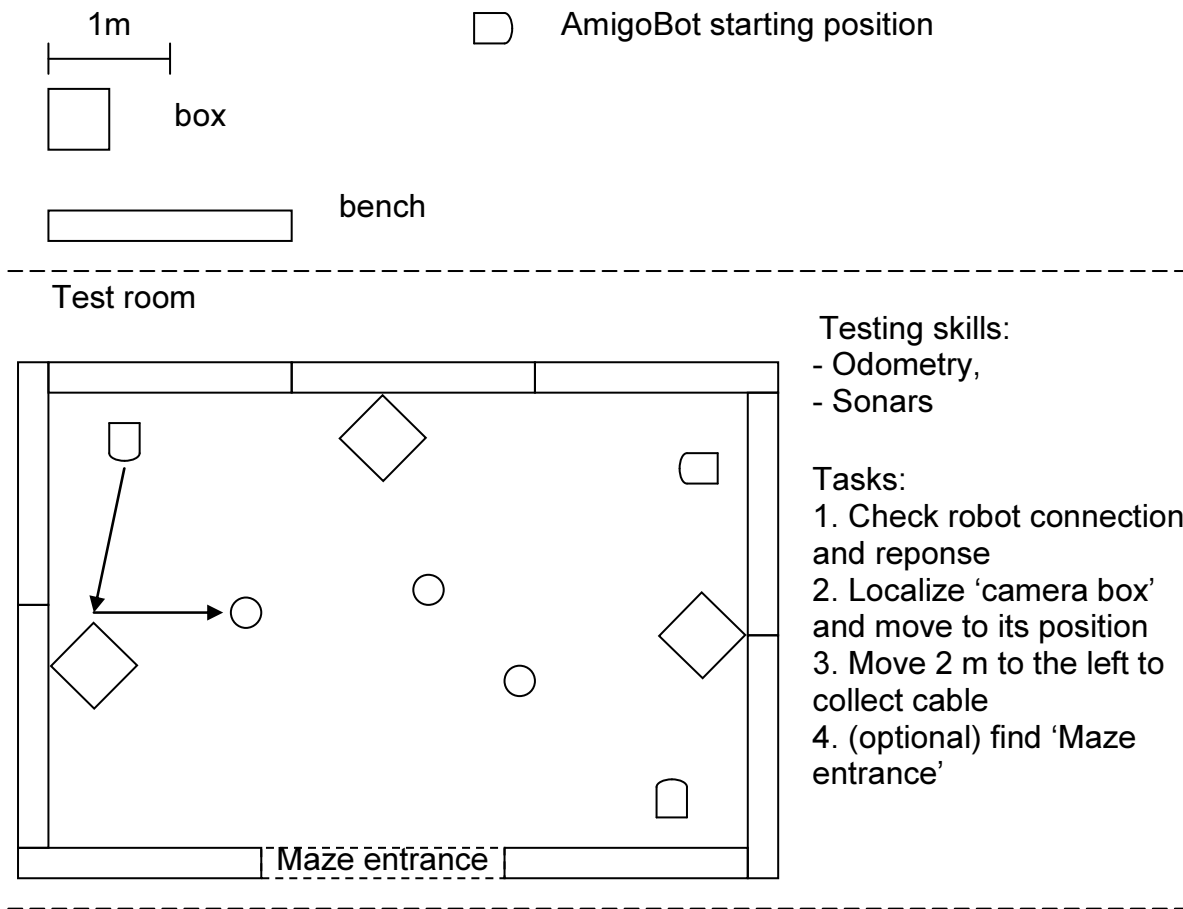 1m
AmigoBot starting position
box
bench
Test room
Testing skills:
- Odometry,
- Sonars
Tasks:
1. Check robot connection
and reponse
2. Localize ‘camera box’
and move to its position
3. Move 2 m to the left to
collect cable
4. (optional) find ‘Maze
entrance’
Maze entrance